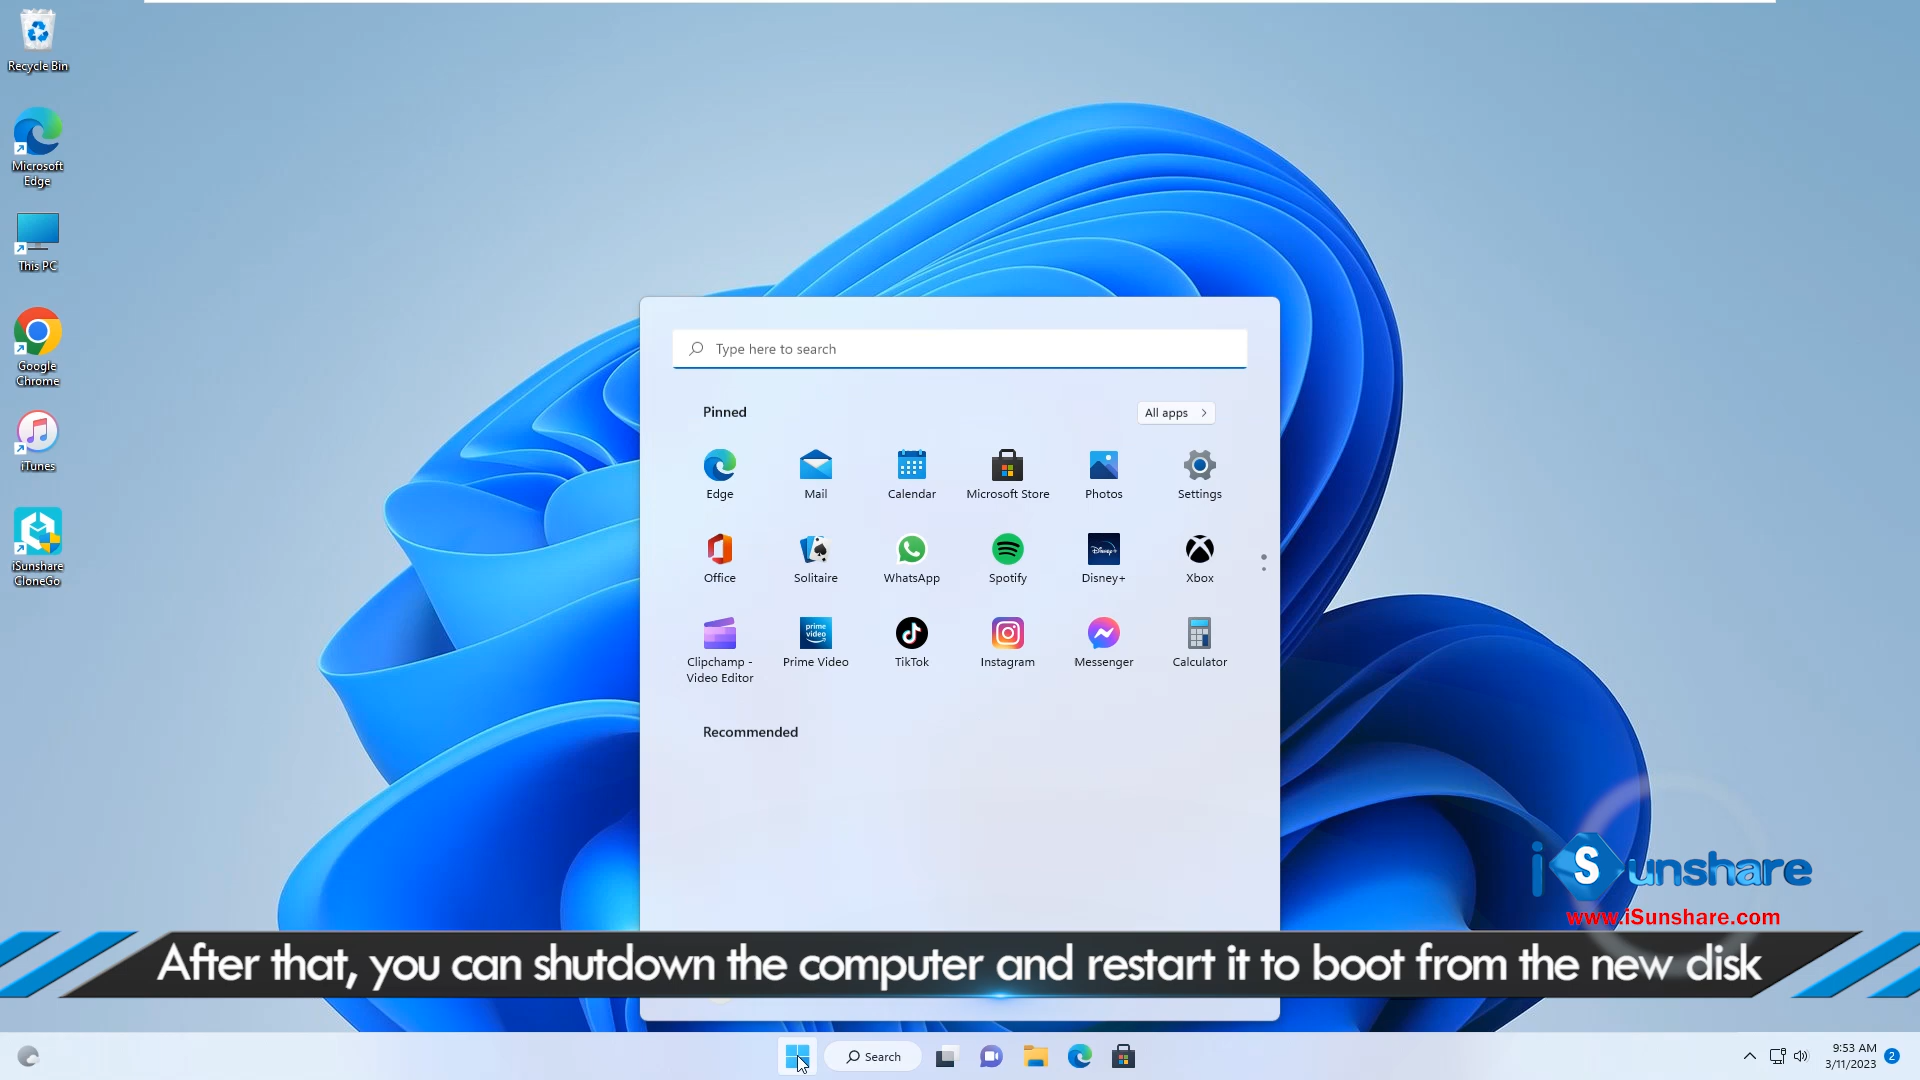 Recycle Bin
Microsoft
Edge
This PC
Google
Chrome
iTunes
iSunshare
CloneGo
Type here to search
Pinned
All apps
Edge
Mail
Calendar
Microsoft Store
Photos
Settings
Office
Solitaire
WhatsApp
Spotify
Disney+
Xbox
Clipchamp -
Video Editor
prime
video
Prime Video
TikTok
Instagram
Messenger
Calculator
Recommended
iSunshare
www.iSunshare.com
After that, you can shutdown the computer and restart it to boot from the new disk
Search
9:53 AM
3/11/2023
2